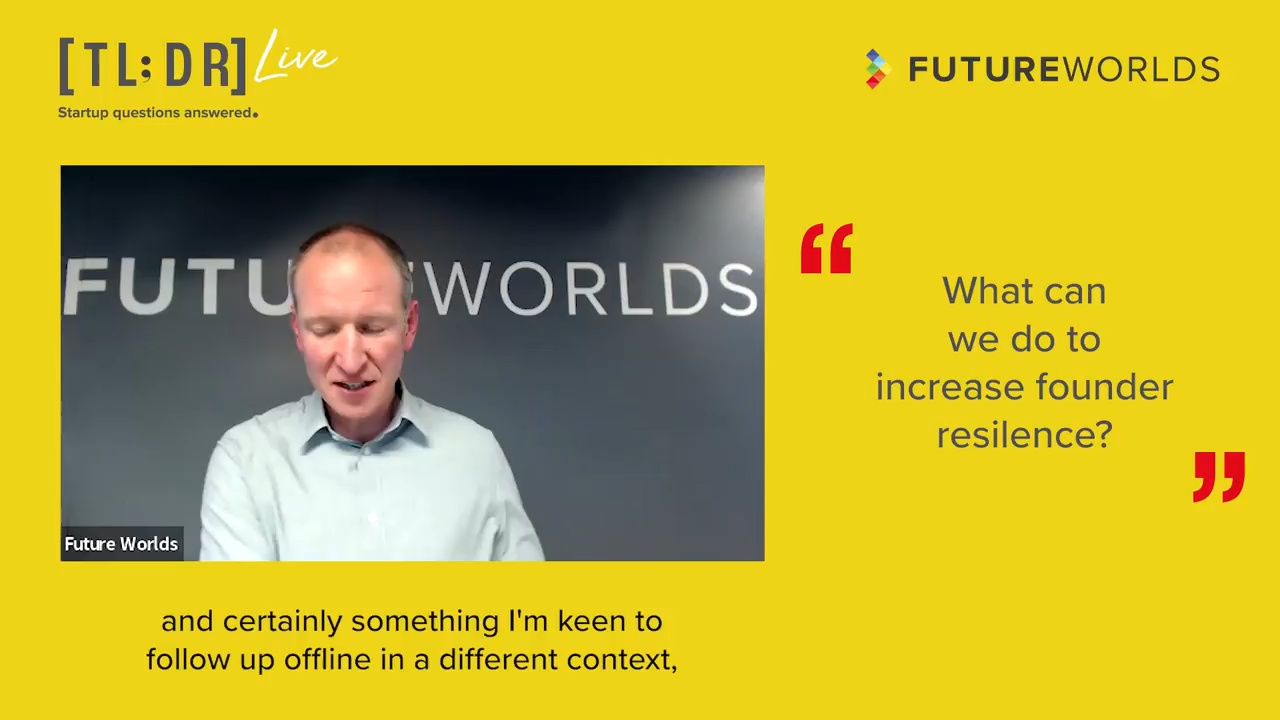 [TL;DR] Live
Startup questions answered.
FUTUREWORLDS
FUTUREWORLDS
Future Worlds
“
What can
we do to
increase founder
resilence?
”
and certainly something I'm keen to
follow up offline in a different context,